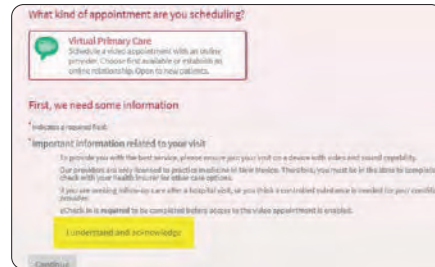 What kind of appointment are you scheduling?
Virtual Primary Care
Schedule a video appointment with an online
provider. Choose first available or establish an
online relationship. Open to new patients.
First, we need some information
* Indicates a required field.
* Important information related to your visit
To provide you with the best service, please ensure you join your visit on a device with video and sound capability.
Our providers are only licensed to practice medicine in New Mexico. Therefore, you must be in the state to complete
check with your health insurer for other care options.
If you are seeking follow-up care after a hospital visit, or you think a controlled substance is needed for your condition
provider.
eCheck-in is required to be completed before access to the video appointment is enabled.
I understand and acknowledge
Continue